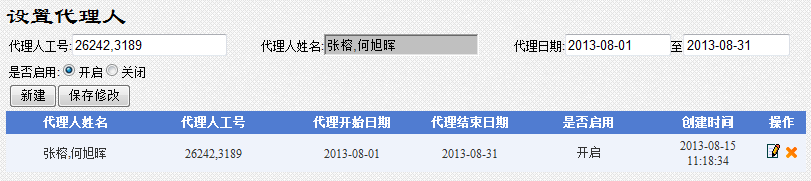 设置代理人
代理人工号: 26242,3189 代理人姓名: 张榕,何旭晖 代理日期: 2013-08-01 至 2013-08-31
是否启用: 开启 关闭
新建 保存修改
代理人姓名 代理人工号 代理开始日期 代理结束日期 是否启用 创建时间 操作
张榕,何旭晖 26242,3189 2013-08-01 2013-08-31 开启 2013-08-15
11:18:34